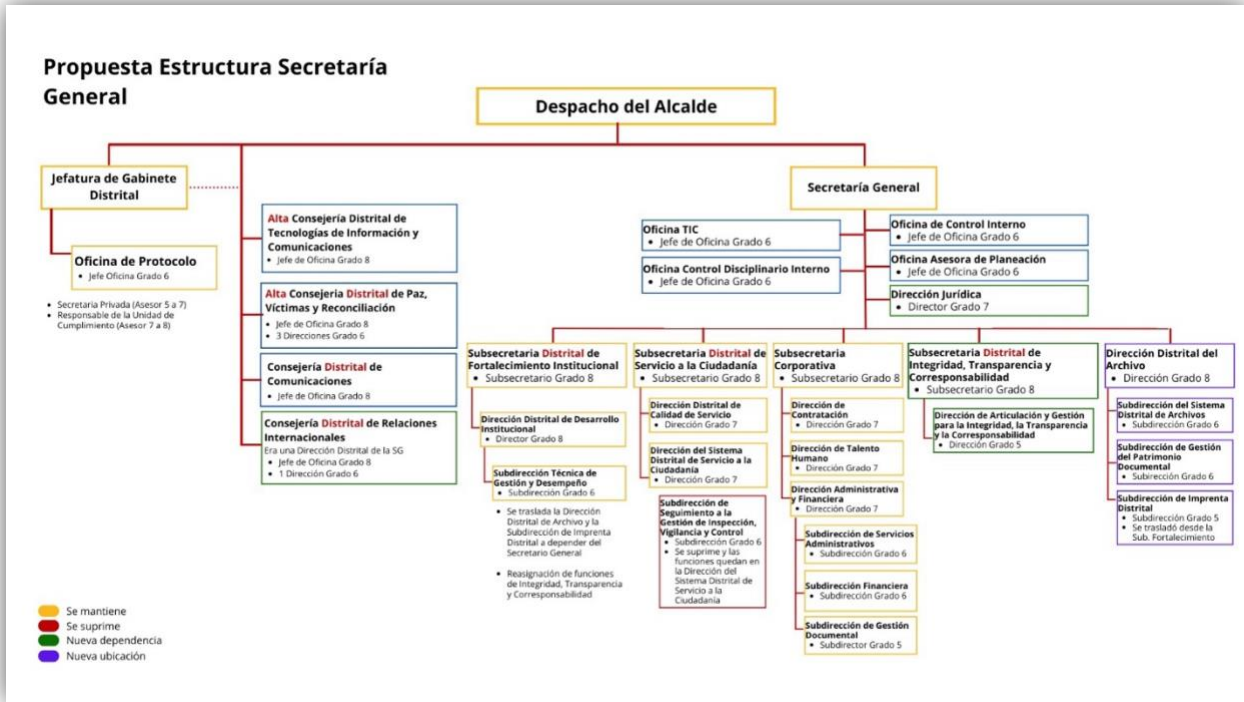 Propuesta Estructura Secretaría
General
Despacho del Alcalde
Jefatura de Gabinete
Distrital
Oficina de Protocolo
• Jefe Oficina Grado 6
• Secretaria Privada (Asesor 5 a 7)
• Responsable de la Unidad de
Cumplimiento (Asesor 7 a 8)
Alta Consejería Distrital de
Tecnologías de Información y
Comunicaciones
• Jefe de Oficina Grado 8
Alta Consejeria Distrital de Paz,
Víctimas y Reconciliación
• Jefe de Oficina Grado 8
• 3 Direcciones Grado 6
Consejería Distrital de
Comunicaciones
• Jefe de Oficina Grado 8
Consejería Distrital de Relaciones
Internacionales
Era una Dirección Distrital de la SG
• Jefe de Oficina Grado 8
• 1 Dirección Grado 6
Secretaría General
Oficina TIC
• Jefe de Oficina Grado 6
Oficina Control Disciplinario Interno
• Jefe de Oficina Grado 6
Oficina de Control Interno
• Jefe de Oficina Grado 6
Oficina Asesora de Planeación
• Jefe de Oficina Grado 6
Dirección Jurídica
• Director Grado 7
Subsecretaria Distrital de
Fortalecimiento Institucional
• Subsecretario Grado 8
Dirección Distrital de Desarrollo
Institucional
• Director Grado 8
Subdirección Técnica de
Gestión y Desempeño
• Subdirección Grado 6
• Se traslada la Dirección
Distrital de Archivo y la
Subdirección de Imprenta
Distrital a depender del
Secretario General
• Reasignación de funciones
de Integridad, Transparencia
y Corresponsabilidad
Subsecretaria Distrital de
Servicio a la Ciudadanía
• Subsecretario Grado 8
Dirección Distrital de
Calidad de Servicio
• Dirección Grado 7
Dirección del Sistema
Distrital de Servicio a la
Ciudadanía
• Dirección Grado 7
Subdirección de
Seguimiento a la
Gestión de Inspección,
Vigilancia y Control
• Subdirección Grado 6
• Se suprime y las
funciones quedan en
la Dirección del
Sistema Distrital de
Servicio a la
Ciudadanía
Subsecretaria
Corporativa
• Subsecretario Grado 8
Dirección de
Contratación
• Dirección Grado 7
Dirección de Talento
Humano
• Dirección Grado 7
Dirección Administrativa
y Financiera
• Dirección Grado 7
Subdirección de Servicios
Administrativos
• Subdirección Grado 6
Subdirección Financiera
• Subdirección Grado 6
Subdirección de Gestión
Documental
• Subdirector Grado 5
Subsecretaria Distrital de
Integridad, Transparencia y
Corresponsabilidad
• Subsecretario Grado 8
Dirección de Articulación y Gestión
para la Integridad, la Transparencia
y la Corresponsabilidad
• Dirección Grado 5
Dirección Distrital del
Archivo
• Dirección Grado 8
Subdirección del Sistema
Distrital de Archivos
• Subdirección Grado 6
Subdirección de Gestión
del Patrimonio
Documental
• Subirección Grado 6
Subdirección de Imprenta
Distrital
• Subdirección Grado 5
• Se trasladó desde la
Sub. Fortalecimiento
Se mantiene
Se suprime
Nueva dependencia
Nueva ubicación